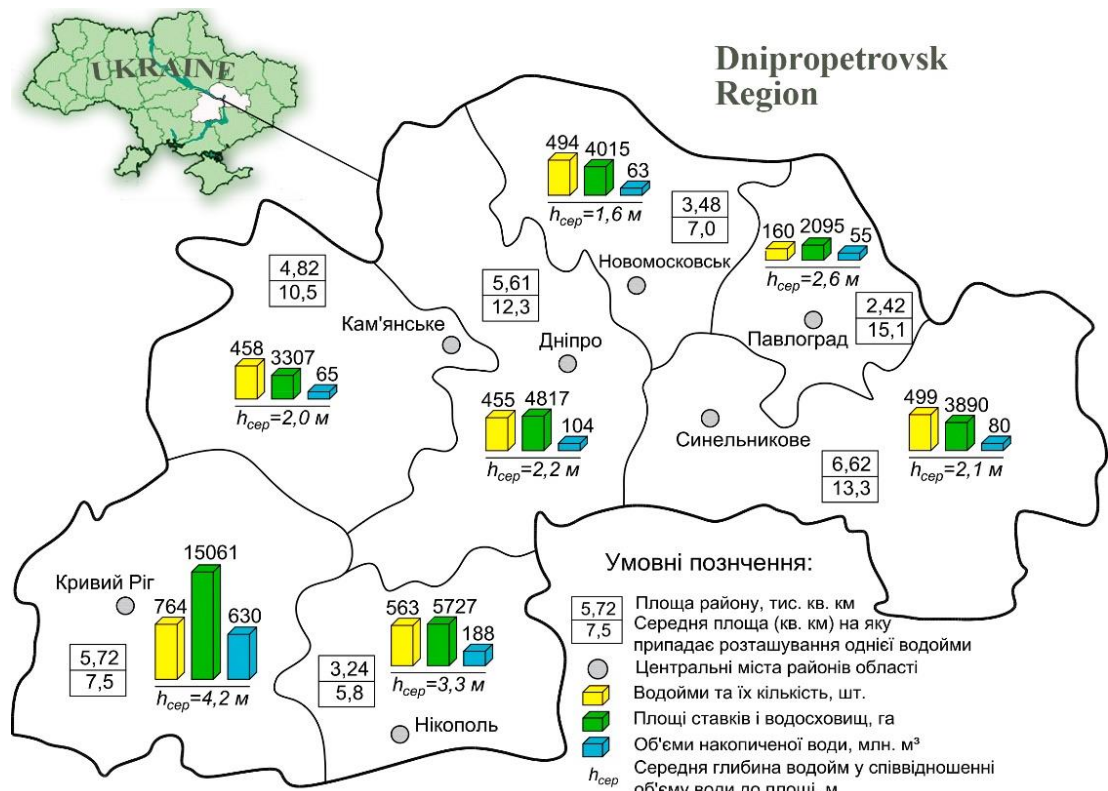 UKRAINE
Dnipropetrovsk
Region
494 4015 63
hсер=1,6 м
3,48
7,0
Новомосковськ
160 2095 55
hсер=2,6 м
2,42
15,1
Павлоград
4,82
10,5
Кам'янське
458 3307 65
hсер=2,0 м
5,61
12,3
Дніпро
455 4817 104
hсер=2,2 м
Синельникове
499 3890 80
hсер=2,1 м
6,62
13,3
Кривий Ріг
764 15061 630
hсер=4,2 м
5,72
7,5
563 5727 188
hсер=3,3 м
3,24
5,8
Нікополь
Умовні познчення:
5,72 Площа району, тис. кв. км
7,5 Середня площа (кв. км) на яку
припадає розташування однієї водойми
Центральні міста районів області
Водойми та їх кількість, шт.
Площі ставків і водосховищ, га
Об'єми накопиченої води, млн. м³
hсер Середня глибина водойм у співвідношенні
об'єму води до площі, м